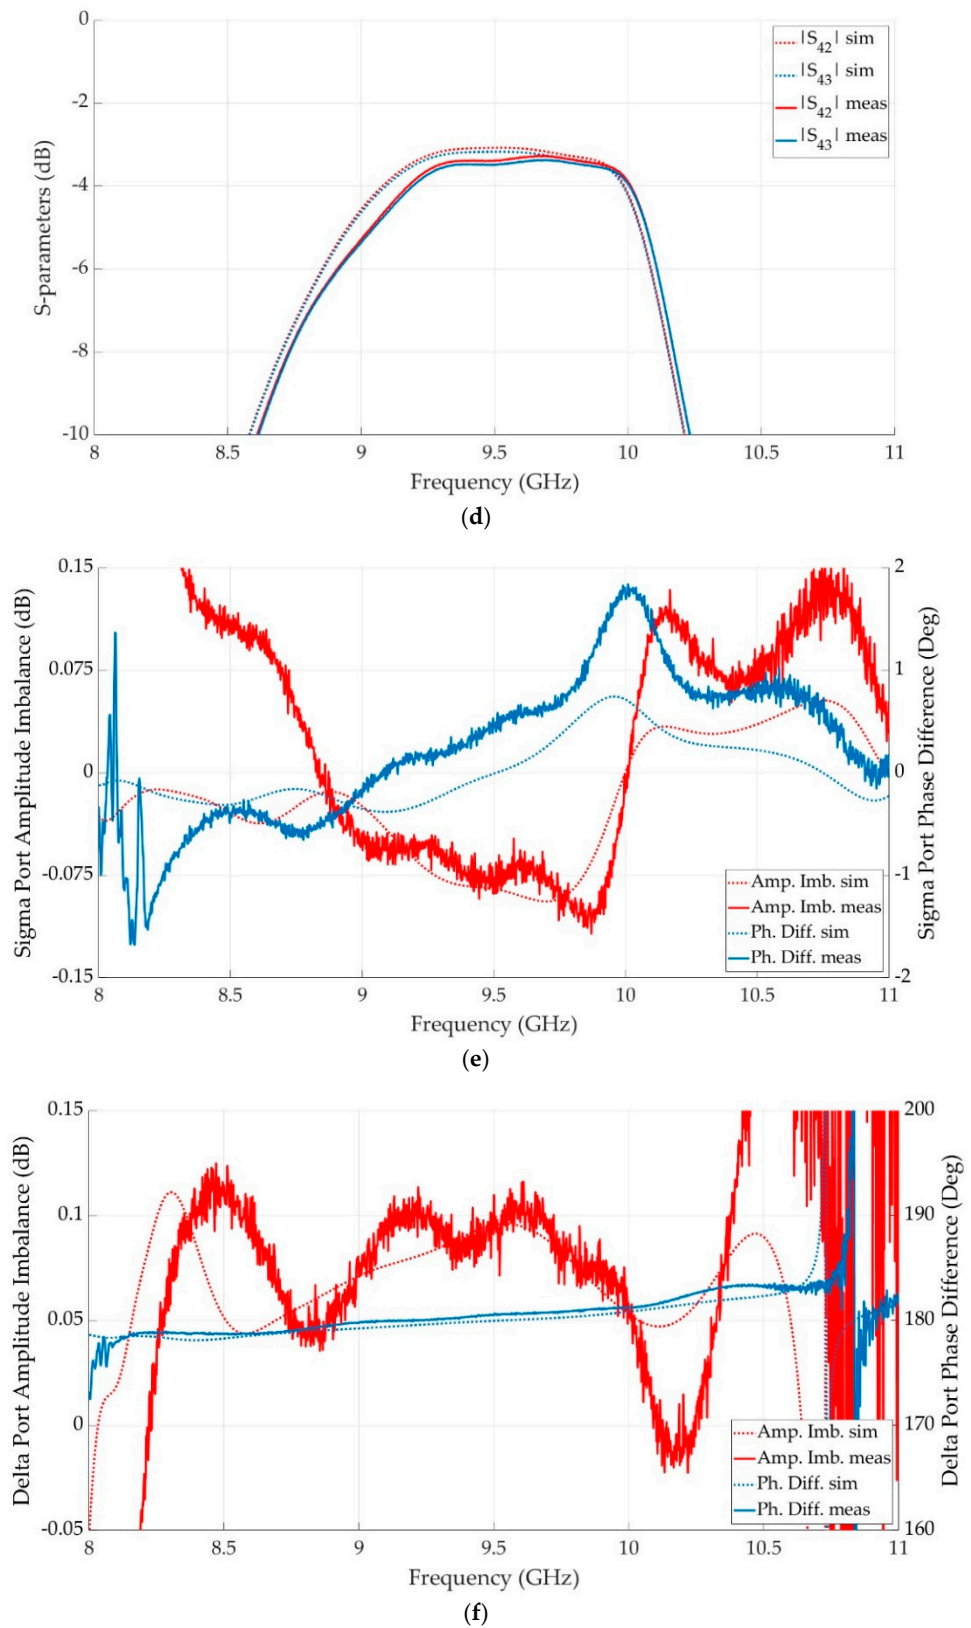 0
-2
-4
-6
-8
-10
S-parameters (dB)
|S42| sim
|S43| sim
|S42| meas
|S43| meas
8 8.5 9 9.5 10 10.5 11
Frequency (GHz)
(d)
0.15
0.075
0
-0.075
-0.15
Sigma Port Amplitude Imbalance (dB)
2
1
0
-1
-2
Sigma Port Phase Difference (Deg)
Amp. Imb. sim
Amp. Imb. meas
Ph. Diff. sim
Ph. Diff. meas
8 8.5 9 9.5 10 10.5 11
Frequency (GHz)
(e)
0.15
0.1
0.05
0
-0.05
Delta Port Amplitude Imbalance (dB)
200
190
180
170
160
Delta Port Phase Difference (Deg)
Amp. Imb. sim
Amp. Imb. meas
Ph. Diff. sim
Ph. Diff. meas
8 8.5 9 9.5 10 10.5 11
Frequency (GHz)
(f)